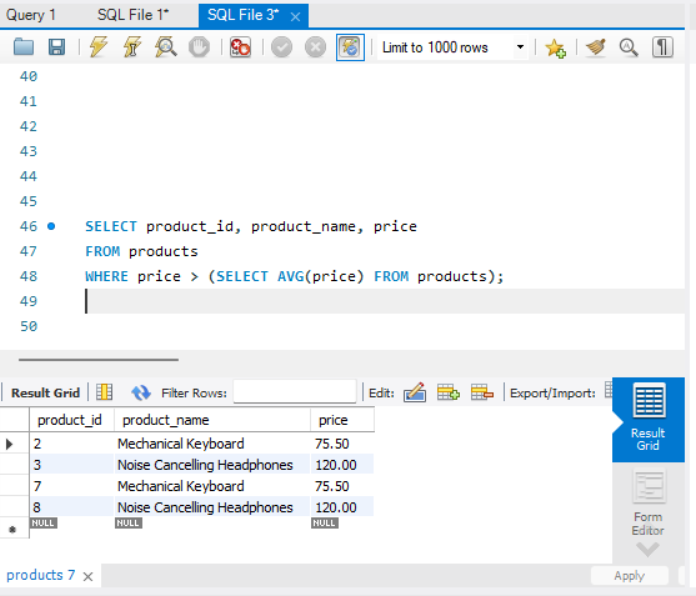 Query 1 SQL File 1* SQL File 3* ×
Limit to 1000 rows
40
41
42
43
44
45
46 SELECT product_id, product_name, price
47 FROM products
48 WHERE price > (SELECT AVG(price) FROM products);
49
50
Result Grid Filter Rows: Edit: Export/Import:
product_id product_name price
2 Mechanical Keyboard 75.50
3 Noise Cancelling Headphones 120.00
7 Mechanical Keyboard 75.50
8 Noise Cancelling Headphones 120.00
NULL NULL NULL
Result
Grid
Form
Editor
products 7 ×
Apply